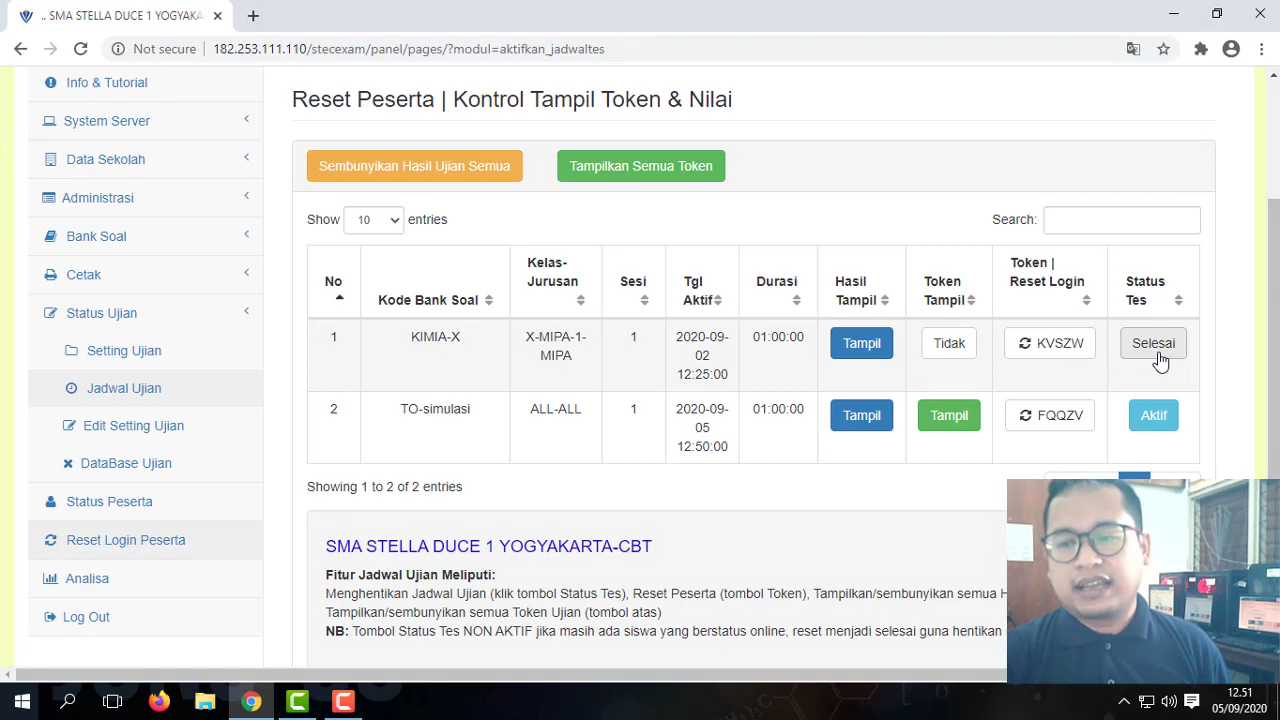 .. SMA STELLA DUCE 1 YOGYAKA
Not secure
182.253.111.110/stecexam/panel/pages/?modul=aktifkan_jadwaltes
Info & Tutorial
System Server
Data Sekolah
Administrasi
Bank Soal
Cetak
Status Ujian
Setting Ujian
Jadwal Ujian
Edit Setting Ujian
DataBase Ujian
Status Peserta
Reset Login Peserta
Analisa
Log Out
Reset Peserta | Kontrol Tampil Token & Nilai
Sembunyikan Hasil Ujian Semua
Tampilkan Semua Token
Show 10 entries
Search:
No
Kode Bank Soal
Kelas-
Jurusan
Sesi
Tgl
Aktif
Durasi
Hasil
Tampil
Token
Tampil
Token |
Reset Login
Status
Tes
1
KIMIA-X
X-MIPA-1-
MIPA
1
2020-09-
02
12:25:00
01:00:00
Tampil
Tidak
KVSZW
Selesai
2
TO-simulasi
ALL-ALL
1
2020-09-
05
12:50:00
01:00:00
Tampil
Tampil
FQQZV
Aktif
Showing 1 to 2 of 2 entries
SMA STELLA DUCE 1 YOGYAKARTA-CBT
Fitur Jadwal Ujian Meliputi:
Menghentikan Jadwal Ujian (klik tombol Status Tes), Reset Peserta (tombol Token), Tampilkan/sembunyikan semua H
Tampilkan/sembunyikan semua Token Ujian (tombol atas)
NB: Tombol Status Tes NON AKTIF jika masih ada siswa yang berstatus online, reset menjadi selesai guna hentikan
12.51
05/09/2020